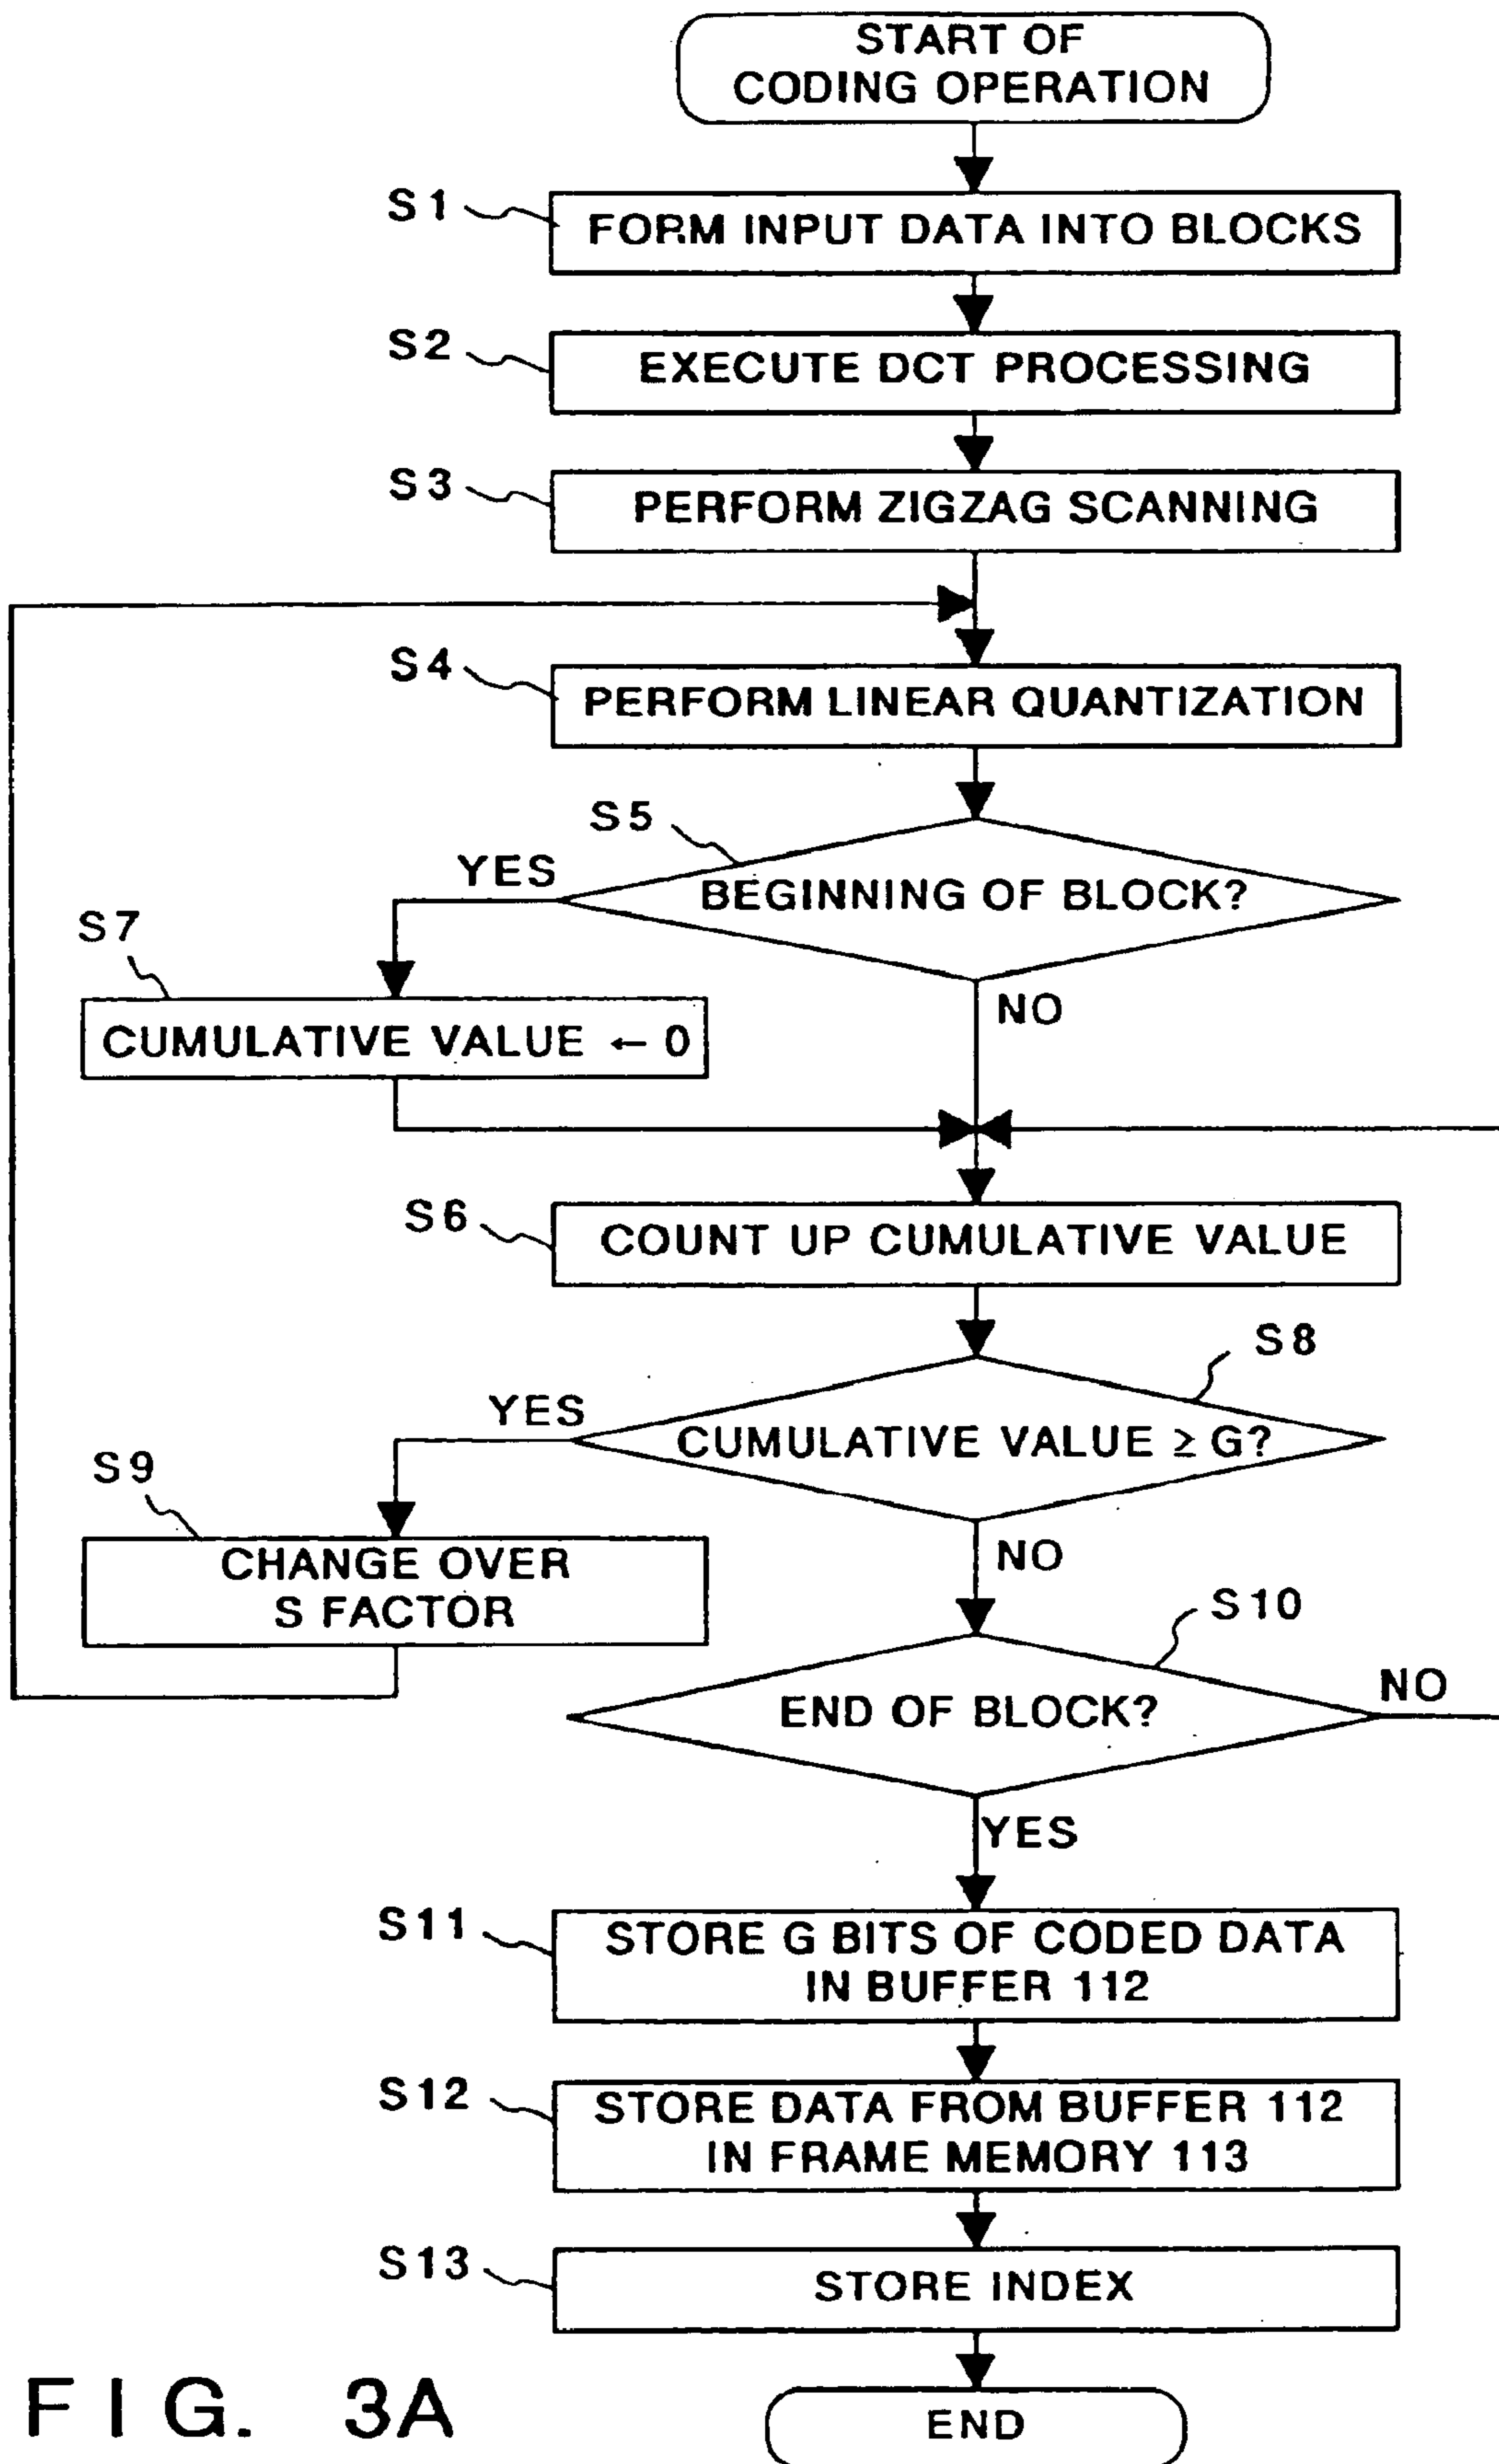 START OF
CODING OPERATION
S1
FORM INPUT DATA INTO BLOCKS
S2
EXECUTE DCT PROCESSING
S3
PERFORM ZIGZAG SCANNING
S4
PERFORM LINEAR QUANTIZATION
S5
YES
BEGINNING OF BLOCK?
S7
NO
CUMULATIVE VALUE ← 0
S6
COUNT UP CUMULATIVE VALUE
S8
YES
CUMULATIVE VALUE ≥ G?
S9
CHANGE OVER
S FACTOR
NO
S10
NO
END OF BLOCK?
YES
S11
STORE G BITS OF CODED DATA
IN BUFFER 112
S12
STORE DATA FROM BUFFER 112
IN FRAME MEMORY 113
S13
STORE INDEX
END
FIG. 3A